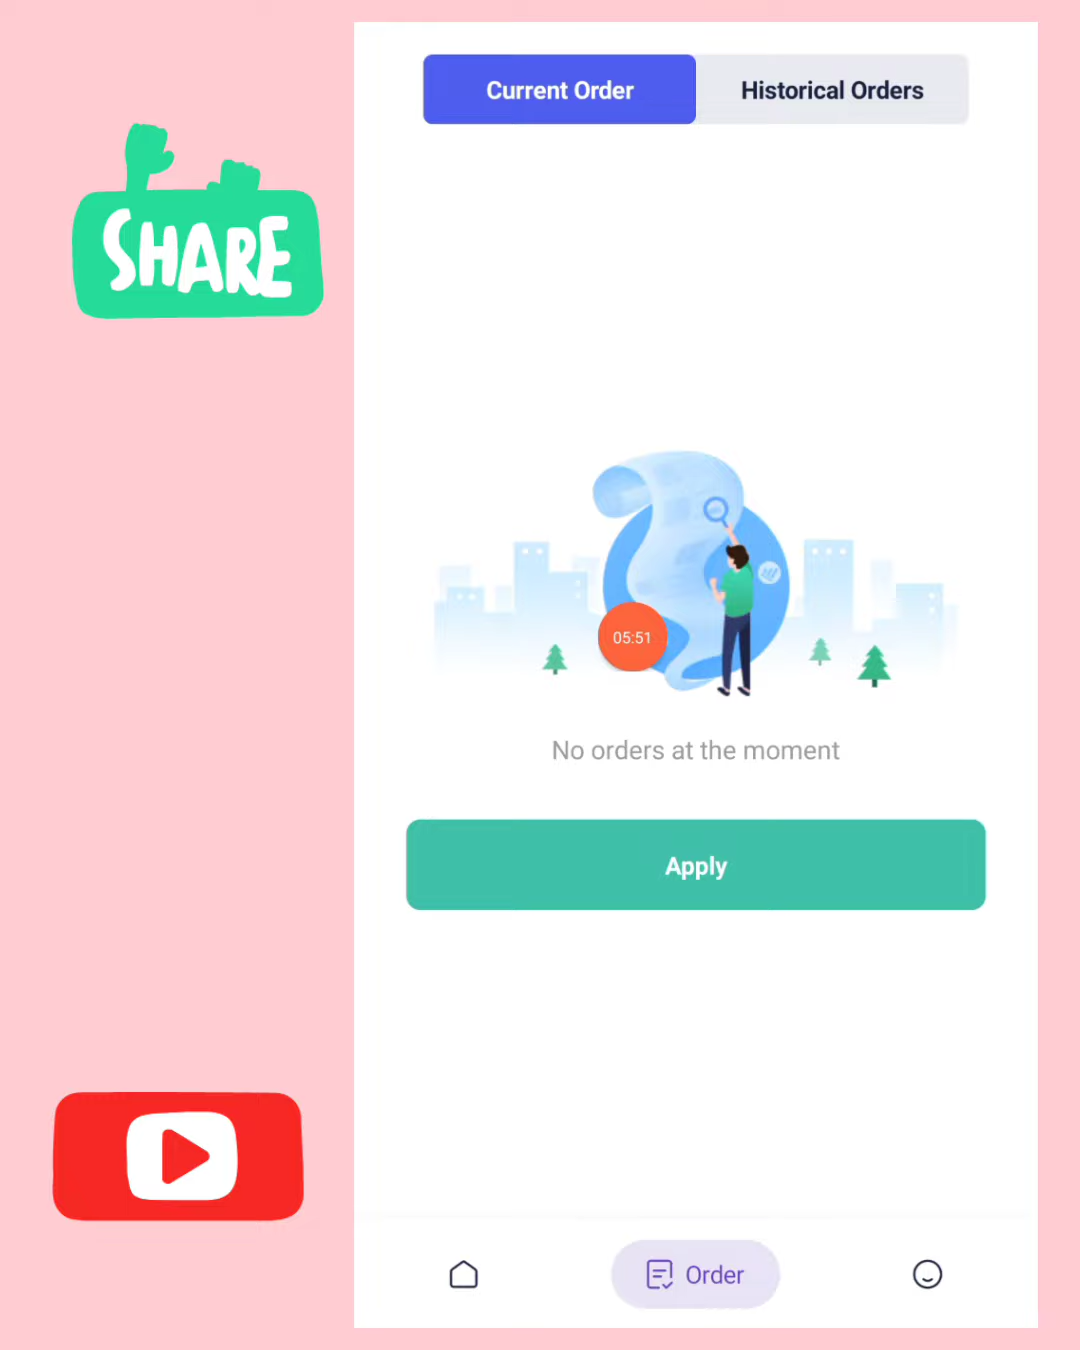 Current Order
Historical Orders
SHARE
05:51
No orders at the moment
Apply
Order